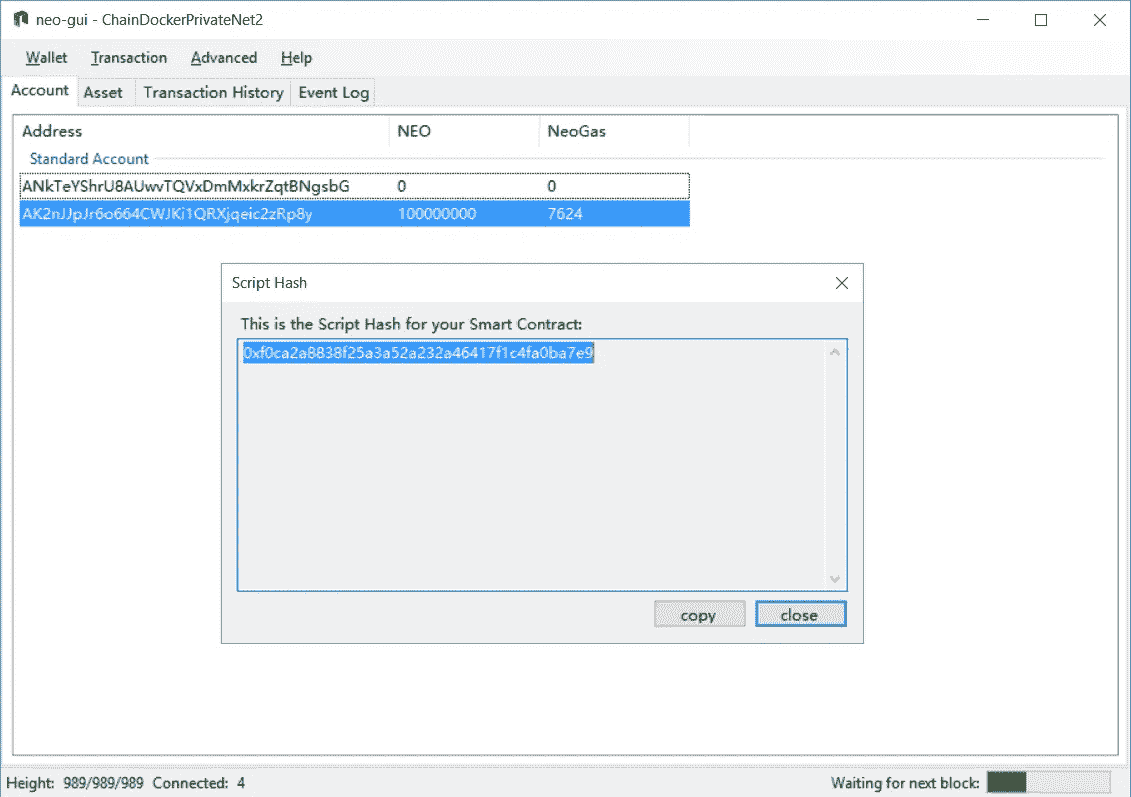 neo-gui - ChainDockerPrivateNet2
Wallet Transaction Advanced Help
Account Asset Transaction History Event Log
Address NEO NeoGas
Standard Account
ANkTeYShrU8AUwvTQVxDmMxkrZqtBNgsbG 0 0
AK2nJJpJr6o664CWJKi1QRXjqeic2zRp8y 100000000 7624
Script Hash
This is the Script Hash for your Smart Contract:
0xf0ca2a8838f25a3a52a232a46417f1c4fa0ba7e9
copy close
Height: 989/989/989 Connected: 4 Waiting for next block: